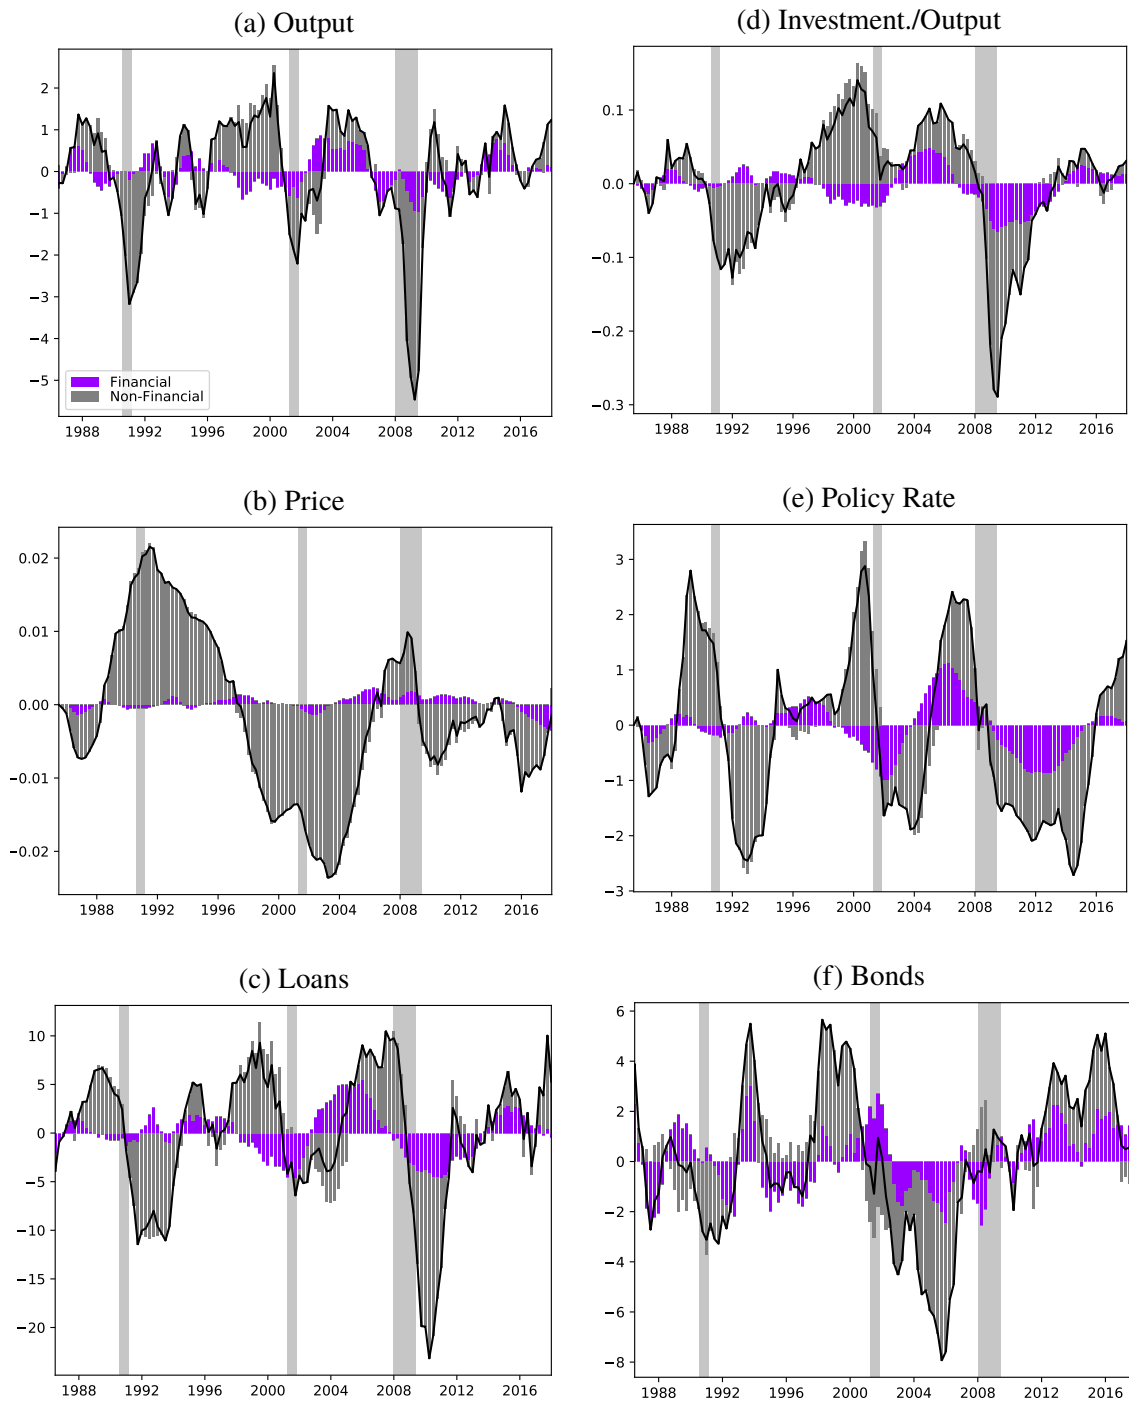 (a) Output
2
1
0
−1
−2
−3
−4
−5
Financial
Non-Financial
1988 1992 1996 2000 2004 2008 2012 2016
(d) Investment./Output
0.1
0.0
−0.1
−0.2
−0.3
1988 1992 1996 2000 2004 2008 2012 2016
(b) Price
0.02
0.01
0.00
−0.01
−0.02
1988 1992 1996 2000 2004 2008 2012 2016
(e) Policy Rate
3
2
1
0
−1
−2
−3
1988 1992 1996 2000 2004 2008 2012 2016
(c) Loans
10
5
0
−5
−10
−15
−20
1988 1992 1996 2000 2004 2008 2012 2016
(f) Bonds
6
4
2
0
−2
−4
−6
−8
1988 1992 1996 2000 2004 2008 2012 2016